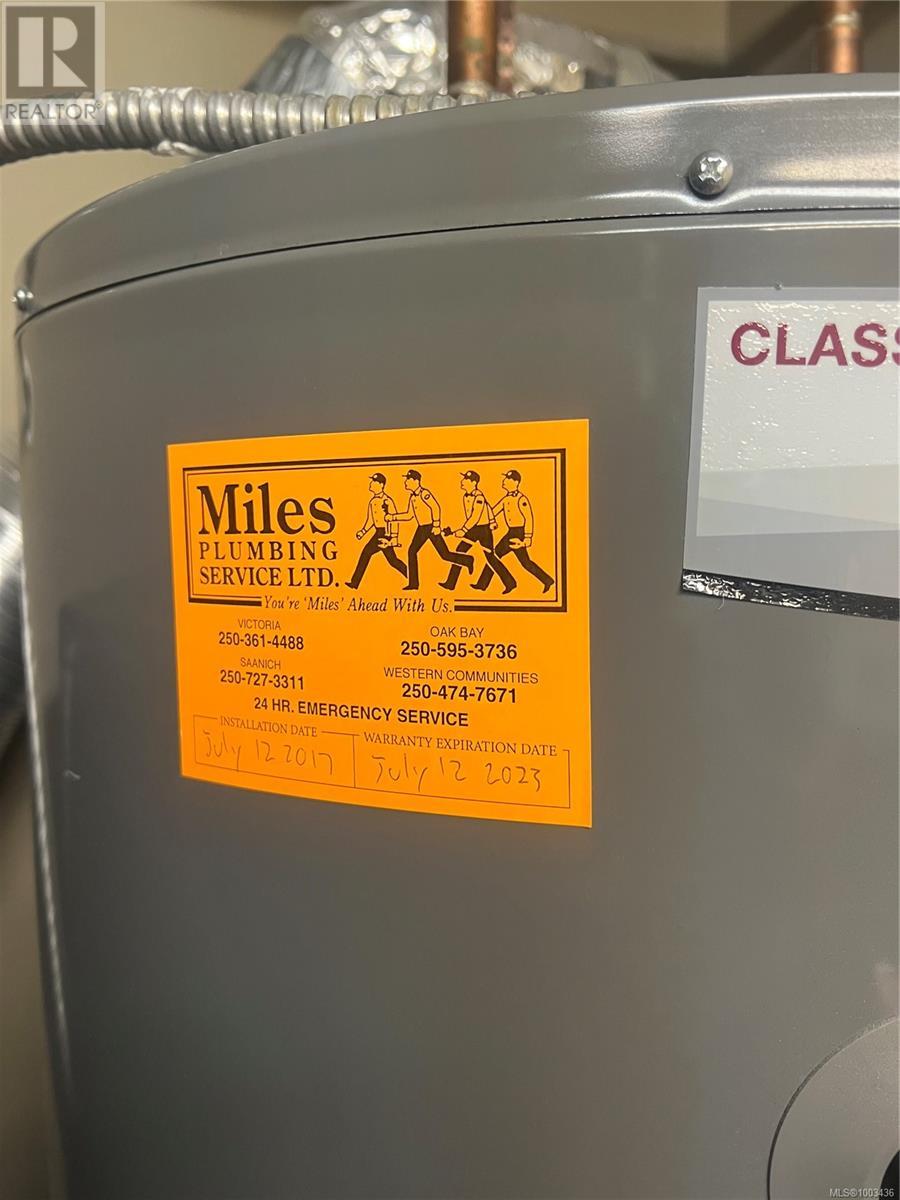 R
REALTOR®
CLASS
Miles
PLUMBING
SERVICE LTD.
You're 'Miles' Ahead With Us.
VICTORIA
250-361-4488
OAK BAY
250-595-3736
SAANICH
250-727-3311
WESTERN COMMUNITIES
250-474-7671
24 HR. EMERGENCY SERVICE
INSTALLATION DATE
July 12 2017
WARRANTY EXPIRATION DATE
July 12 2023
MLS®1003436